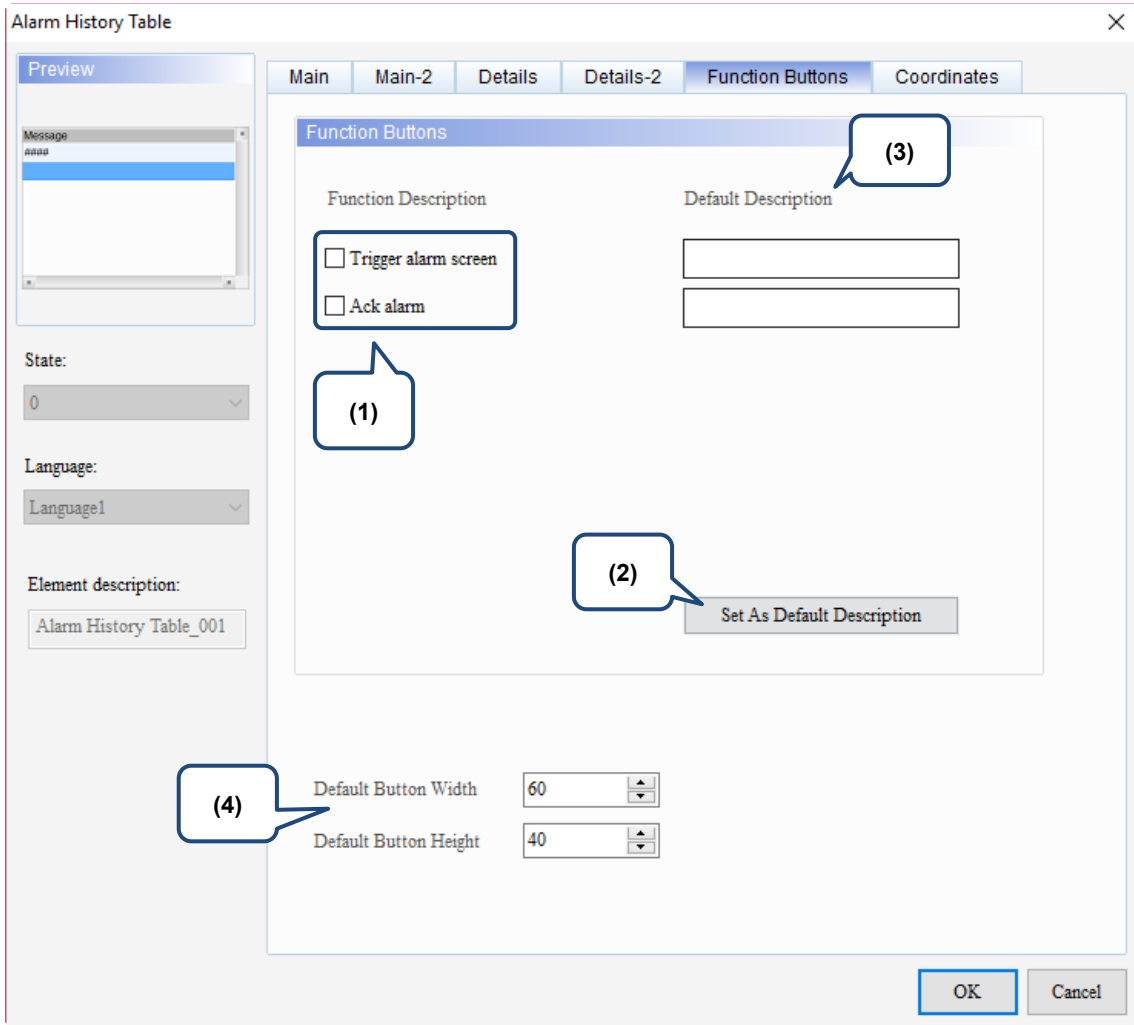 Alarm History Table
Preview
Message
####
State:
0
Language:
Language1
Element description:
Alarm History Table_001
Main Main-2 Details Details-2 Function Buttons Coordinates
Function Buttons
(3)
Function Description Default Description
Trigger alarm screen
Ack alarm
(1)
(2)
Set As Default Description
(4)
Default Button Width 60
Default Button Height 40
OK Cancel